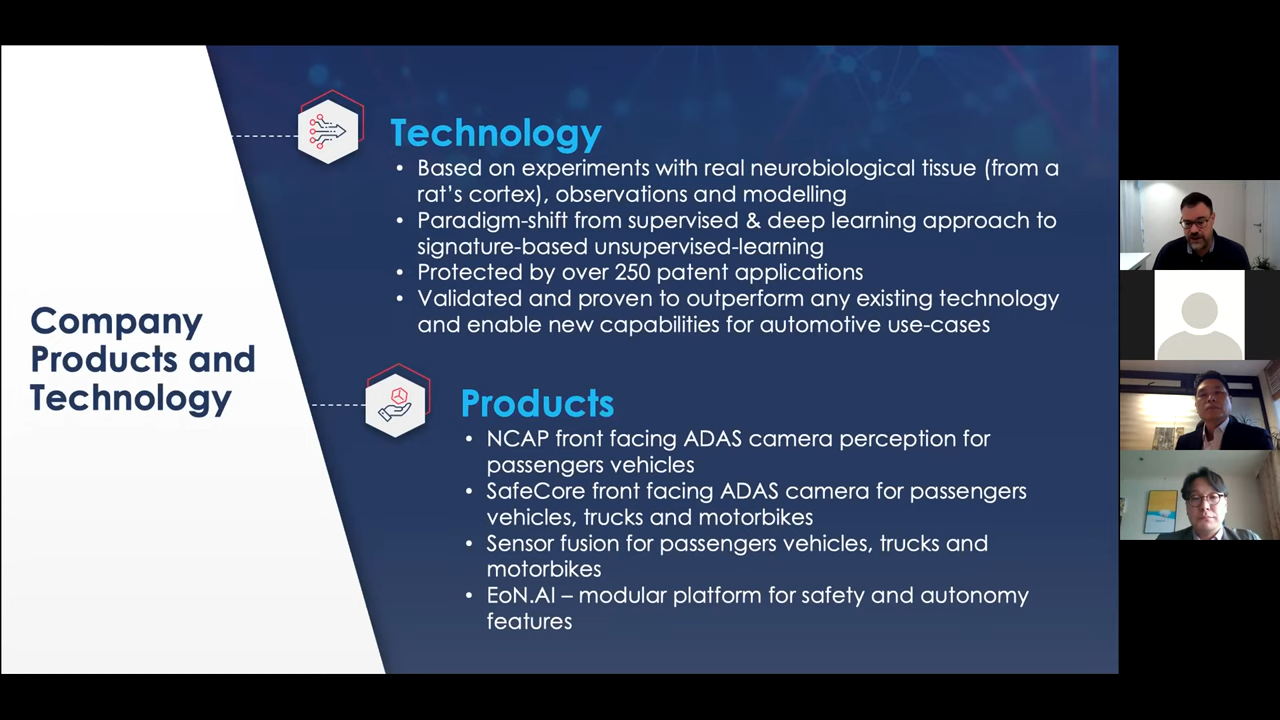 Company
Products and
Technology
Technology
• Based on experiments with real neurobiological tissue (from a
rat's cortex), observations and modelling
• Paradigm-shift from supervised & deep learning approach to
signature-based unsupervised-learning
• Protected by over 250 patent applications
• Validated and proven to outperform any existing technology
and enable new capabilities for automotive use-cases
Products
• NCAP front facing ADAS camera perception for
passengers vehicles
• SafeCore front facing ADAS camera for passengers
vehicles, trucks and motorbikes
• Sensor fusion for passengers vehicles, trucks and
motorbikes
• EoN.AI – modular platform for safety and autonomy
features